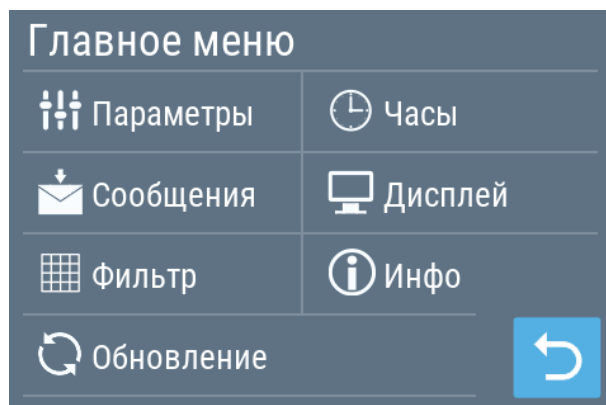 Главное меню
Параметры
Часы
Сообщения
Дисплей
Фильтр
Инфо
Обновление